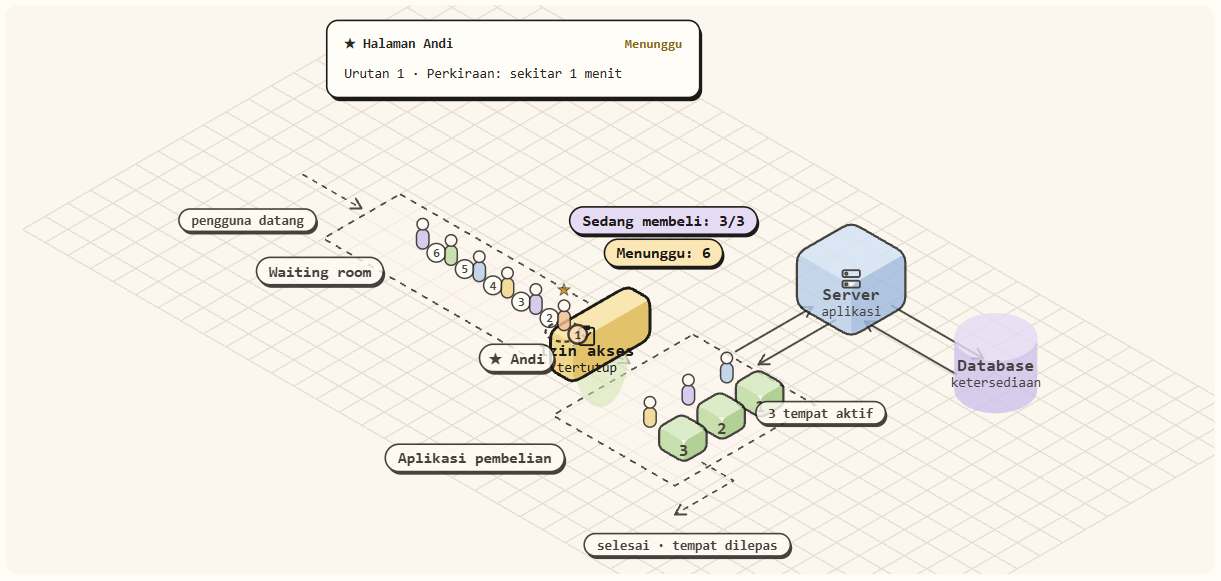 ★ Halaman Andi
Menunggu
Urutan 1 · Perkiraan: sekitar 1 menit
pengguna datang
Waiting room
Sedang membeli: 3/3
Menunggu: 6
6
5
4
3
2
1
★ Andi
zin akses
tertutup
Server
aplikasi
Database
ketersediaan
3 tempat aktif
2
3
Aplikasi pembelian
selesai · tempat dilepas